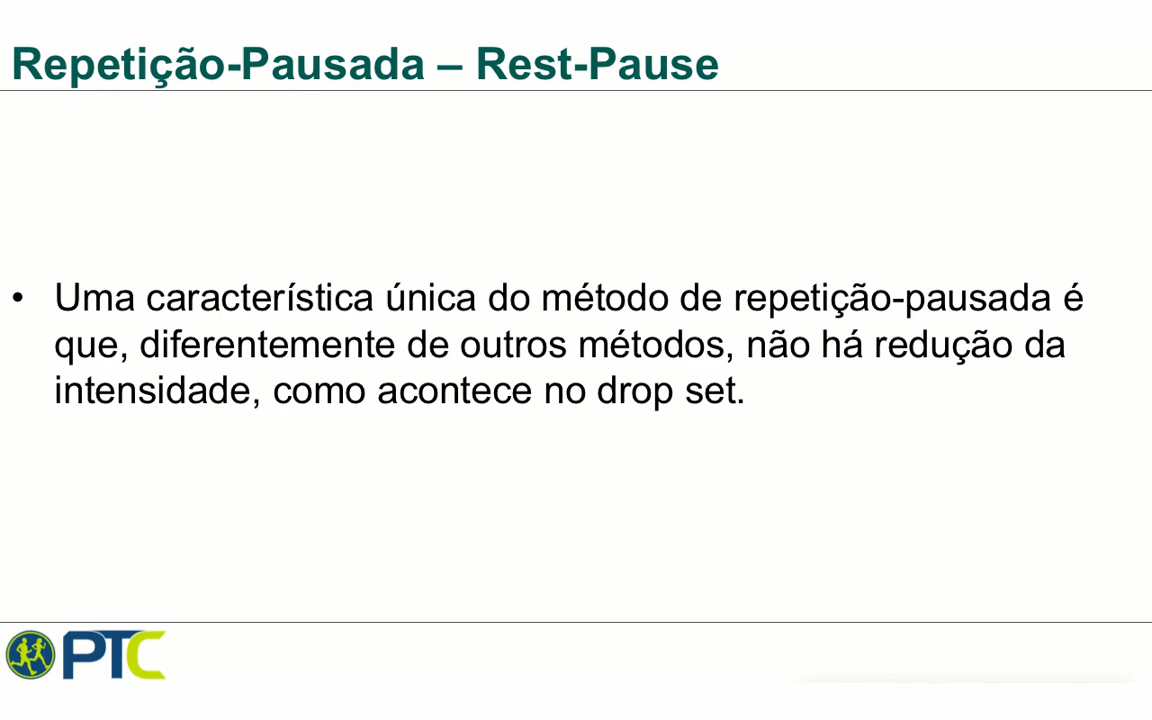 Repetição-Pausada – Rest-Pause
• Uma característica única do método de repetição-pausada é
que, diferentemente de outros métodos, não há redução da
intensidade, como acontece no drop set.
PTC